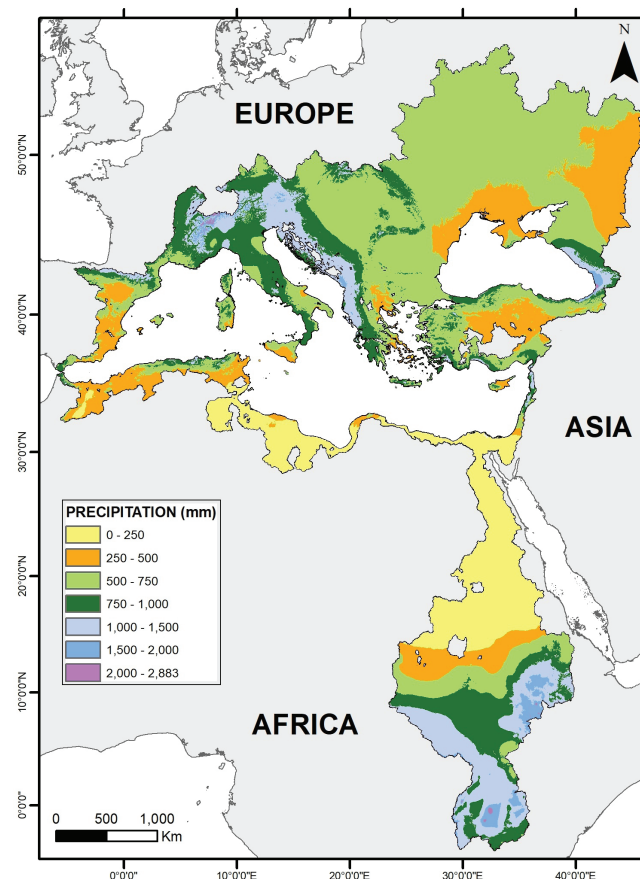 N
EUROPE
50°0'0"N
40°0'0"N
ASIA
30°0'0"N
PRECIPITATION (mm)
0 - 250
250 - 500
500 - 750
750 - 1,000
1,000 - 1,500
1,500 - 2,000
2,000 - 2,883
20°0'0"N
10°0'0"N
AFRICA
0°0'0"
0 500 1,000
Km
0°0'0"E 10°0'0"E 20°0'0"E 30°0'0"E 40°0'0"E